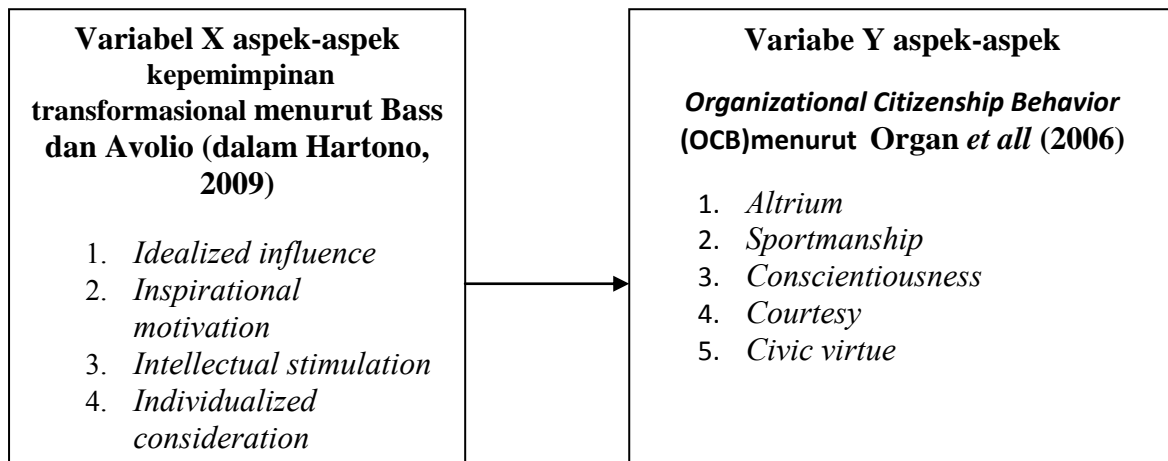 Variabel X aspek-aspek
kepemimpinan
transformasional menurut Bass
dan Avolio (dalam Hartono,
2009)
1. Idealized influence
2. Inspirational
motivation
3. Intellectual stimulation
4. Individualized
consideration
Variabe Y aspek-aspek
Organizational Citizenship Behavior
(OCB)menurut Organ et all (2006)
1. Altrium
2. Sportmanship
3. Conscientiousness
4. Courtesy
5. Civic virtue